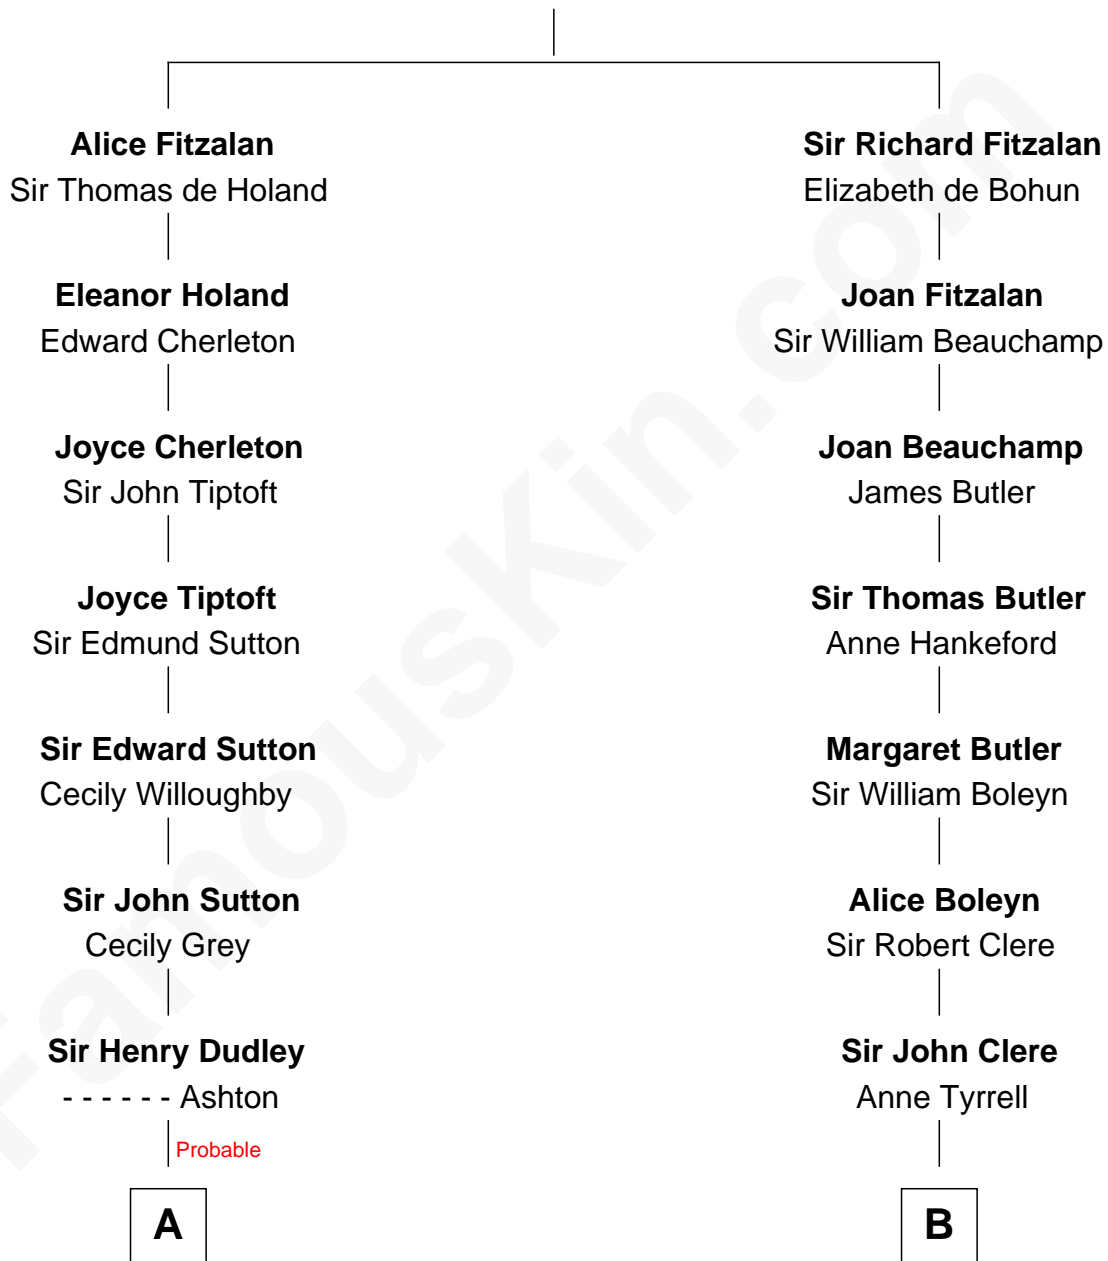 Alice Fitzalan
Sir Thomas de Holand
Eleanor Holand
Edward Cherleton
Joyce Cherleton
Sir John Tiptoft
Joyce Tiptoft
Sir Edmund Sutton
Sir Edward Sutton
Cecily Willoughby
Sir John Sutton
Cecily Grey
Sir Henry Dudley
- - - - - - Ashton
Probable
A
Sir Richard Fitzalan
Elizabeth de Bohun
Joan Fitzalan
Sir William Beauchamp
Joan Beauchamp
James Butler
Sir Thomas Butler
Anne Hankeford
Margaret Butler
Sir William Boleyn
Alice Boleyn
Sir Robert Clere
Sir John Clere
Anne Tyrrell
B
FamousKin.com